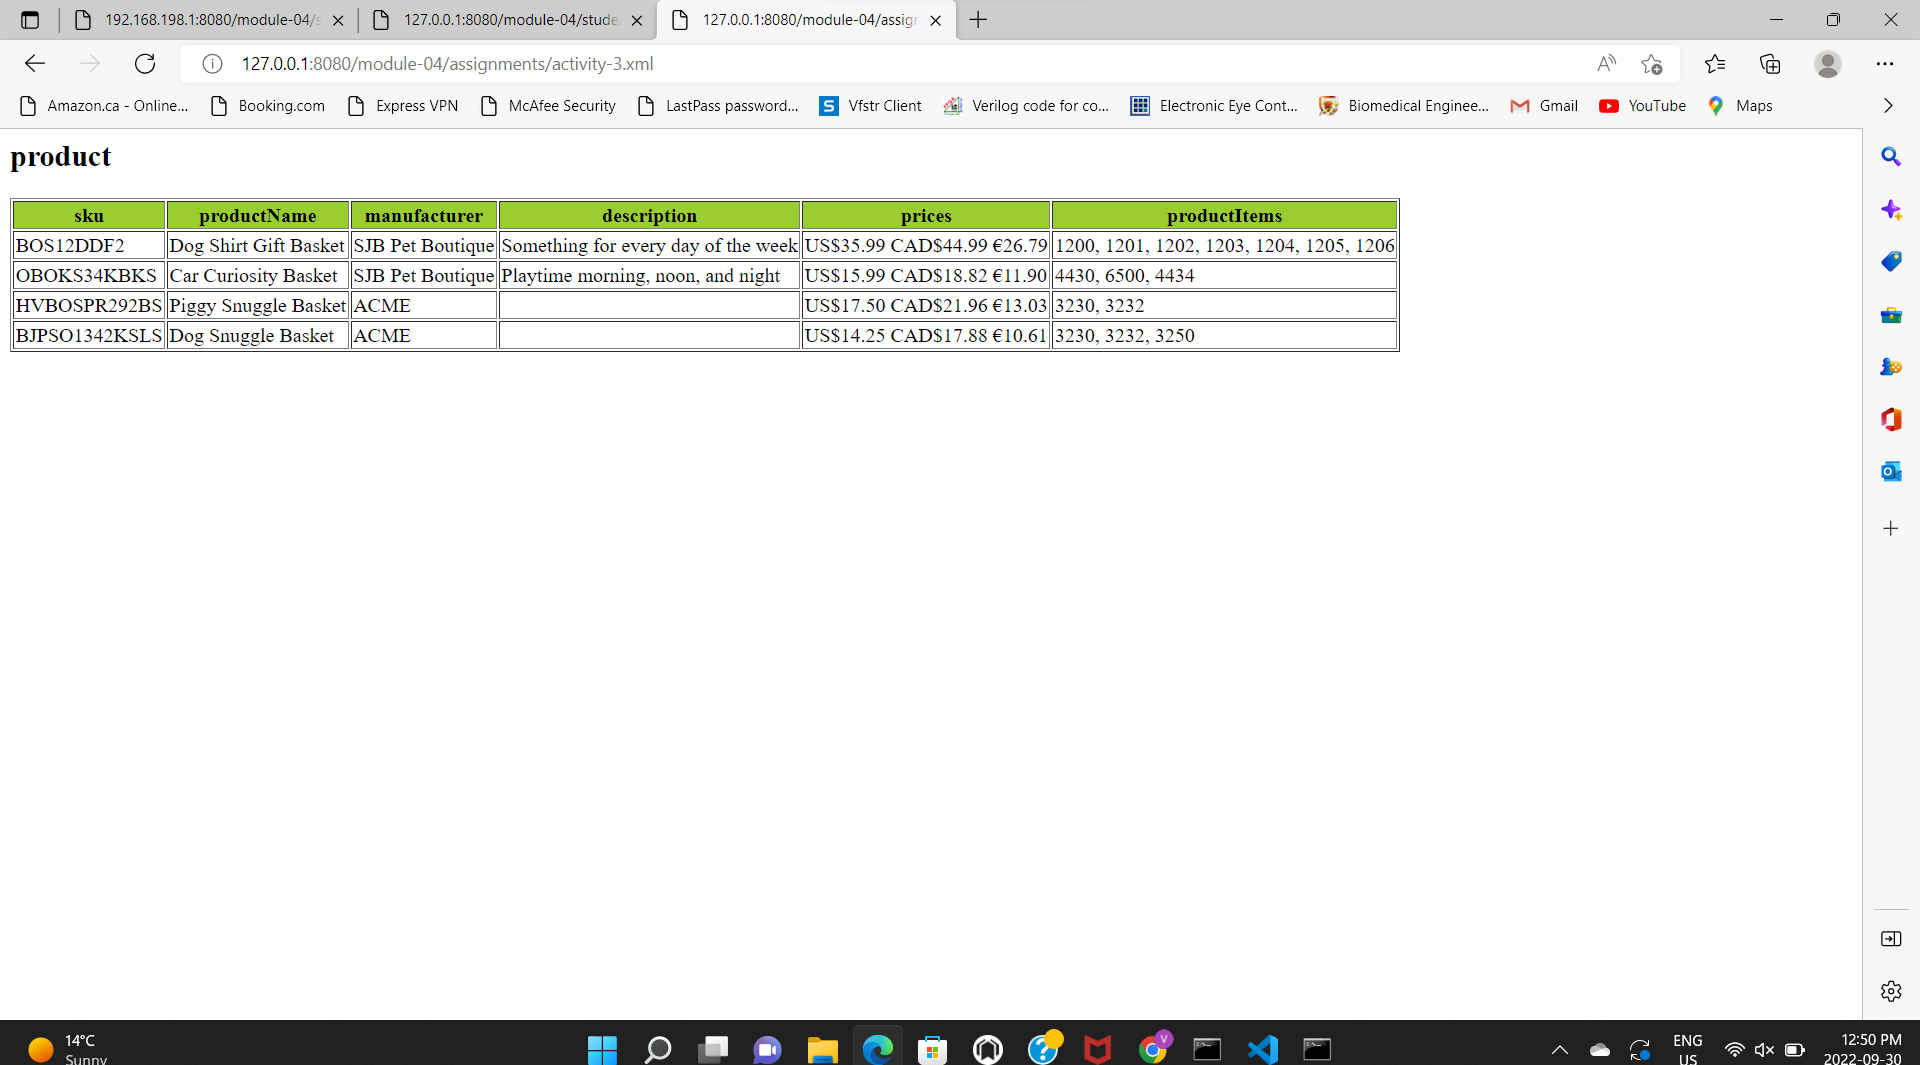 192.168.198.1:8080/module-04/s
127.0.0.1:8080/module-04/stude
127.0.0.1:8080/module-04/assign
127.0.0.1:8080/module-04/assignments/activity-3.xml
Amazon.ca - Online...
Booking.com
Express VPN
McAfee Security
LastPass password...
Vfstr Client
Verilog code for co...
Electronic Eye Cont...
Biomedical Enginee...
Gmail
YouTube
Maps
product
sku productName manufacturer description prices productItems
BOS12DDF2 Dog Shirt Gift Basket SJB Pet Boutique Something for every day of the week US$35.99 CAD$44.99 €26.79 1200, 1201, 1202, 1203, 1204, 1205, 1206
OBOKS34KBKS Car Curiosity Basket SJB Pet Boutique Playtime morning, noon, and night US$15.99 CAD$18.82 €11.90 4430, 6500, 4434
HVBOSPR292BS Piggy Snuggle Basket ACME US$17.50 CAD$21.96 €13.03 3230, 3232
BJPSO1342KSLS Dog Snuggle Basket ACME US$14.25 CAD$17.88 €10.61 3230, 3232, 3250
14°C
Sunny
V
ENG
US
12:50 PM
2022-09-30